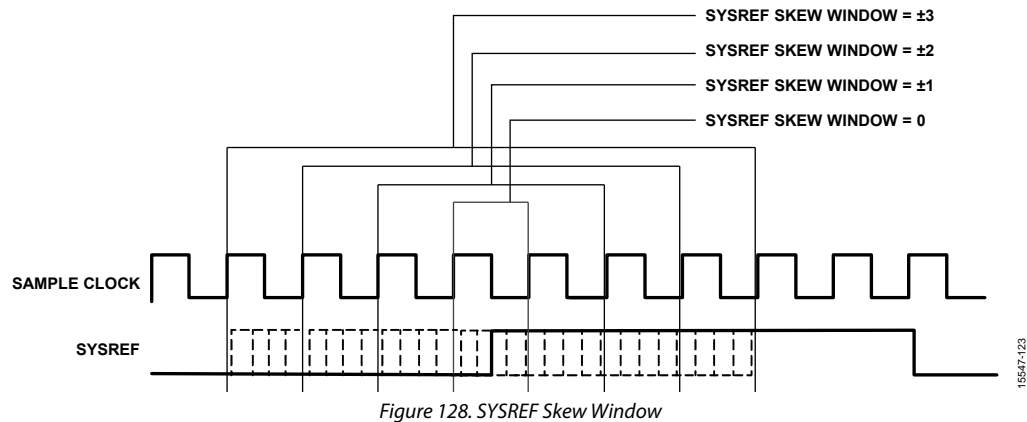 SYSREF SKEW WINDOW = ±3
SYSREF SKEW WINDOW = ±2
SYSREF SKEW WINDOW = ±1
SYSREF SKEW WINDOW = 0
SAMPLE CLOCK
SYSREF
15547-123
Figure 128. SYSREF Skew Window